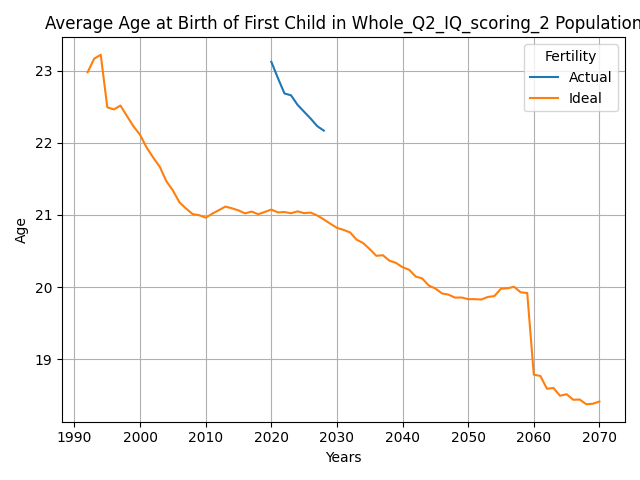 Average Age at Birth of First Child in Whole_Q2_IQ_scoring_2 Population
Fertility
Actual
Ideal
Age
23
22
21
20
19
1990 2000 2010 2020 2030 2040 2050 2060 2070
Years